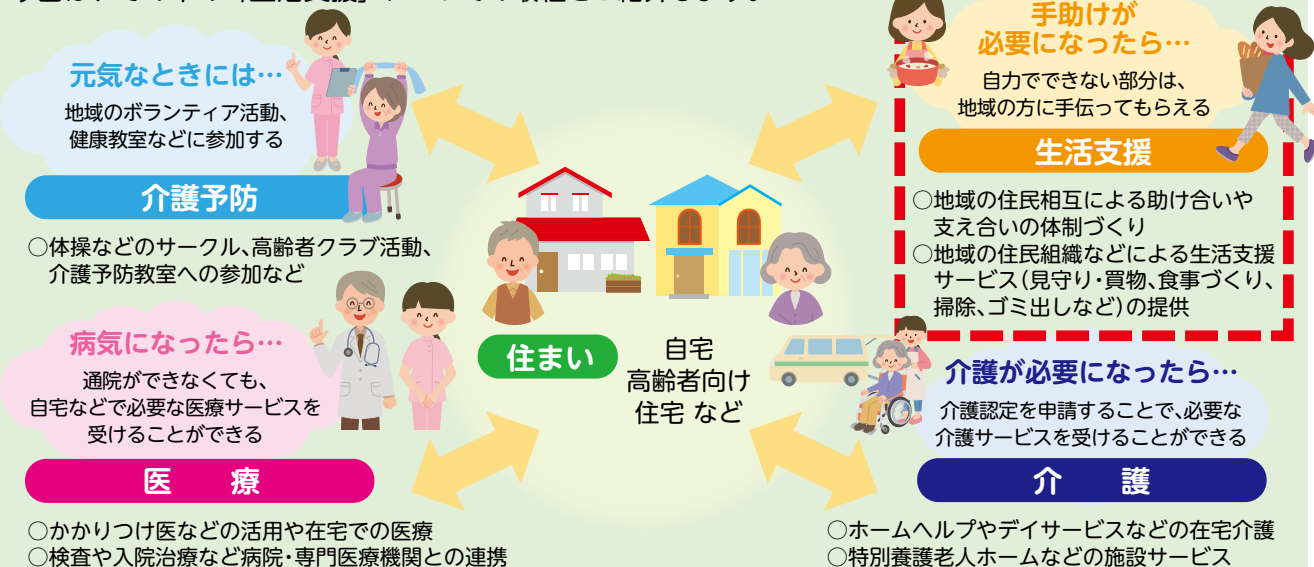 元気なときには…
地域のボランティア活動、
健康教室などに参加する
介護予防
○体操などのサークル、高齢者クラブ活動、
介護予防教室への参加など
手助けが
必要になったら…
自力でできない部分は、
地域の方に手伝ってもらえる
生活支援
○地域の住民相互による助け合いや
支え合いの体制づくり
○地域の住民組織などによる生活支援
サービス(見守り・買物、食事づくり、
掃除、ゴミ出しなど)の提供
住まい
自宅
高齢者向け
住宅 など
病気になったら…
通院ができなくても、
自宅などで必要な医療サービスを
受けることができる
医 療
○かかりつけ医などの活用や在宅での医療
○検査や入院治療など病院・専門医療機関との連携
介護が必要になったら…
介護認定を申請することで、必要な
介護サービスを受けることができる
介 護
○ホームヘルプやデイサービスなどの在宅介護
○特別養護老人ホームなどの施設サービス